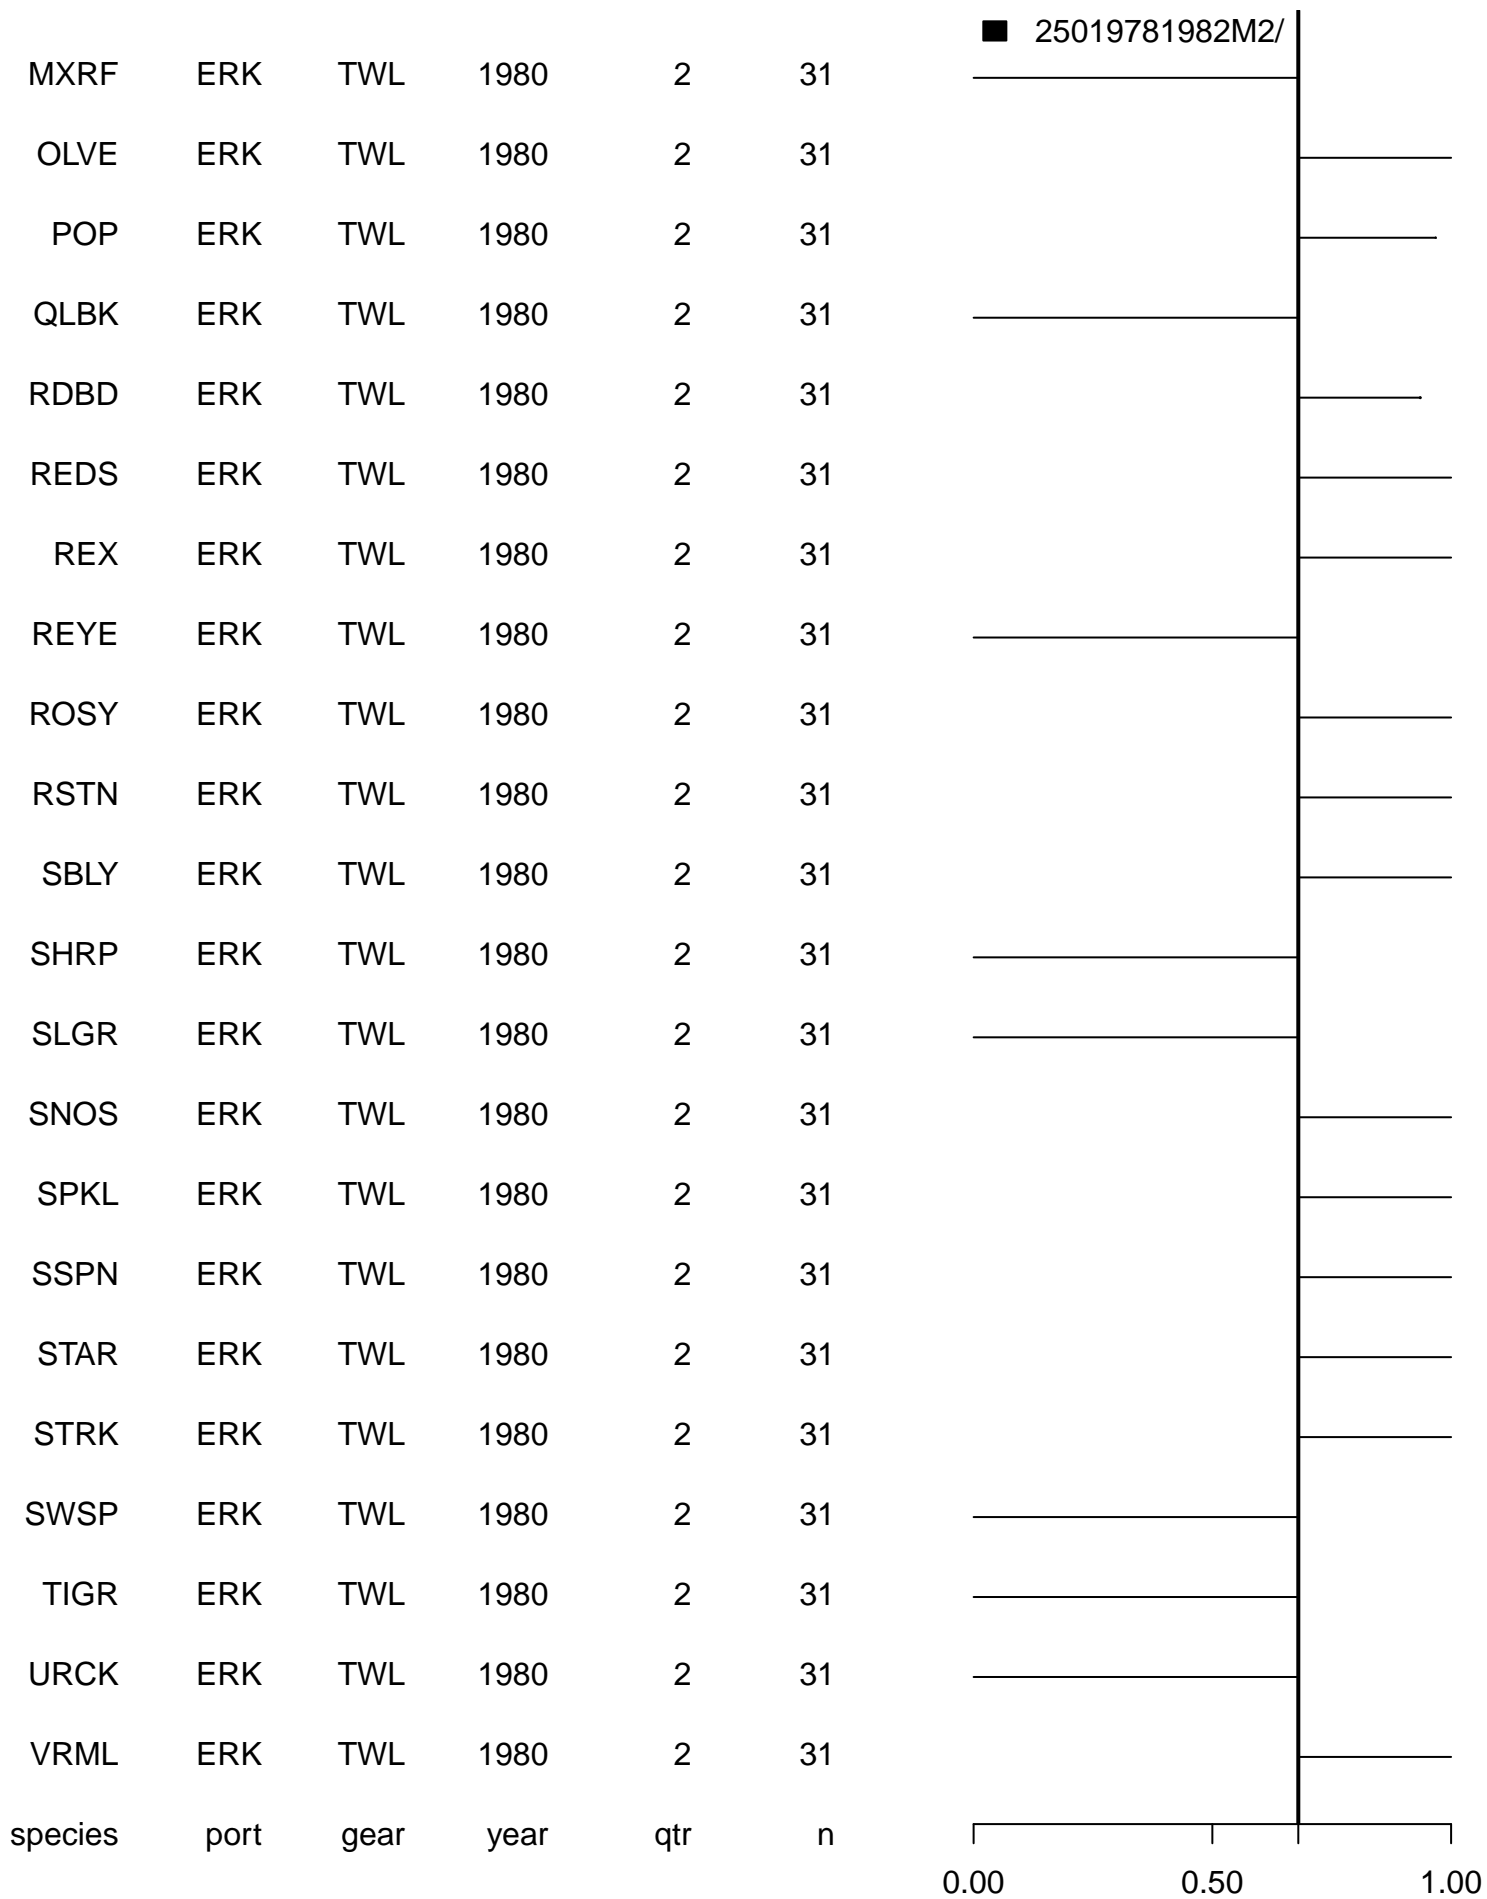 25019781982M2/
MXRF ERK TWL 1980 2 31
OLVE ERK TWL 1980 2 31
POP ERK TWL 1980 2 31
QLBK ERK TWL 1980 2 31
RDBD ERK TWL 1980 2 31
REDS ERK TWL 1980 2 31
REX ERK TWL 1980 2 31
REYE ERK TWL 1980 2 31
ROSY ERK TWL 1980 2 31
RSTN ERK TWL 1980 2 31
SBLY ERK TWL 1980 2 31
SHRP ERK TWL 1980 2 31
SLGR ERK TWL 1980 2 31
SNOS ERK TWL 1980 2 31
SPKL ERK TWL 1980 2 31
SSPN ERK TWL 1980 2 31
STAR ERK TWL 1980 2 31
STRK ERK TWL 1980 2 31
SWSP ERK TWL 1980 2 31
TIGR ERK TWL 1980 2 31
URCK ERK TWL 1980 2 31
VRML ERK TWL 1980 2 31
species port gear year qtr n
0.00 0.50 1.00